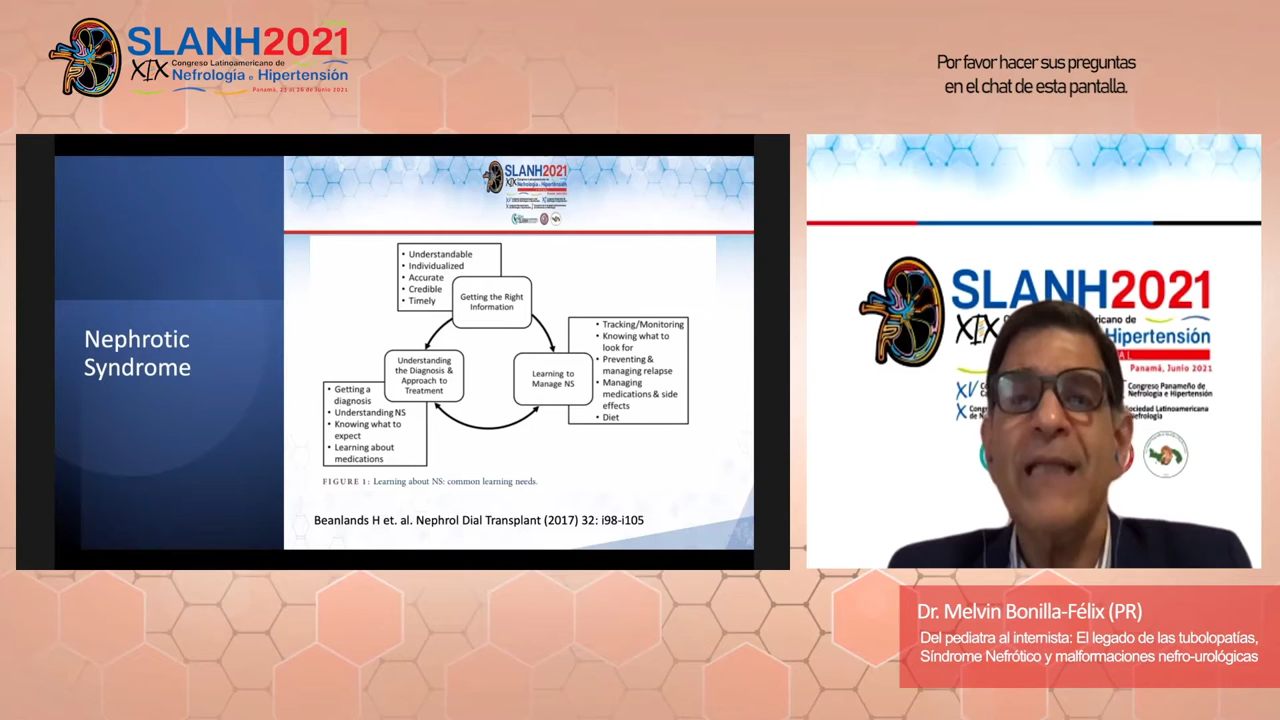 SLANH2021
XIX Congreso Latinoamericano de
Nefrología e Hipertensión
Panamá, 23 al 26 de Junio 2021
Por favor hacer sus preguntas
en el chat de esta pantalla.
Nephrotic
Syndrome
SLANH2021
XIX
Nefrología e Hipertensión
• Understandable
• Individualized
• Accurate
• Credible
• Timely
Getting the Right
Information
• Tracking/Monitoring
• Knowing what to
look for
• Preventing &
managing relapse
• Managing
medications & side
effects
• Diet
Learning to
Manage NS
Understanding
the Diagnosis &
Approach to
Treatment
• Getting a
diagnosis
• Understanding NS
• Knowing what to
expect
• Learning about
medications
FIGURE 1: Learning about NS: common learning needs.
Beanlands H et. al. Nephrol Dial Transplant (2017) 32: i98-i105
SLANH2021
XIX
Hipertensión
Panamá, Junio 2021
XV
Congreso Panameño de
Nefrología e Hipertensión
X
Sociedad Latinoamericana
Dr. Melvin Bonilla-Félix (PR)
Del pediatra al internista: El legado de las tubolopatías,
Síndrome Nefrótico y malformaciones nefro-urológicas